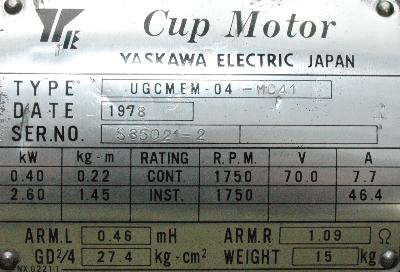 YE Cup Motor
YASKAWA ELECTRIC JAPAN
TYPE UGCMEM-04-MC41
DATE 1978
SER.NO. S86021-2
kW kg-m RATING R.P.M. V A
0.40 0.22 CONT. 1750 70.0 7.7
2.60 1.45 INST. 1750 46.4
ARM.L 0.46 mH ARM.R 1.09 Ω
GD²/4 27.4 kg-cm² WEIGHT 15 kg
NX02211